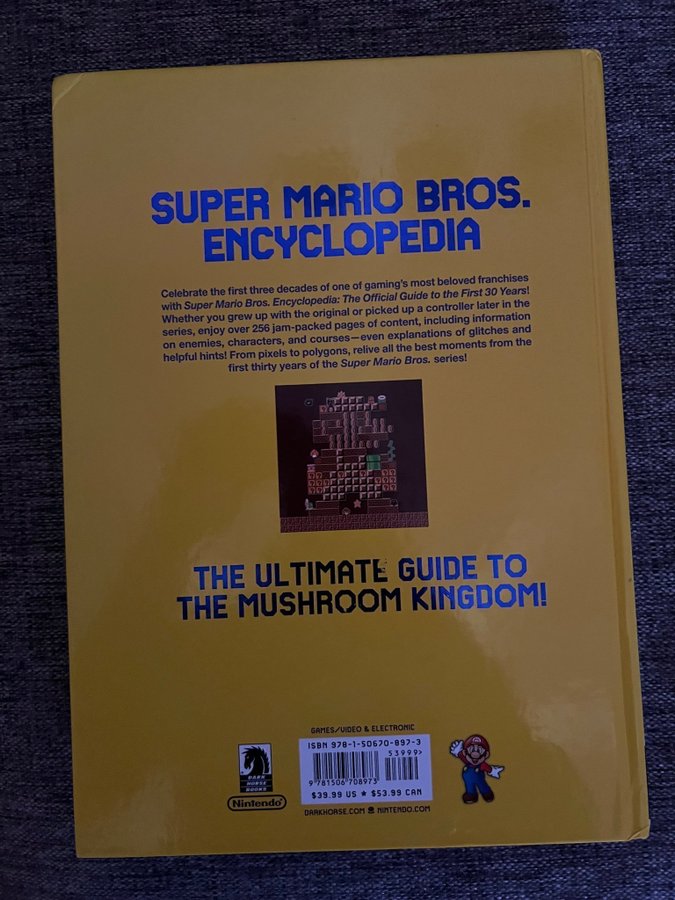 SUPER MARIO BROS.
ENCYCLOPEDIA
Celebrate the first three decades of one of gaming's most beloved franchises
with Super Mario Bros. Encyclopedia: The Official Guide to the First 30 Years!
Whether you grew up with the original or picked up a controller later in the
series, enjoy over 256 jam-packed pages of content, including information
on enemies, characters, and courses—even explanations of glitches and
helpful hints! From pixels to polygons, relive all the best moments from the
first thirty years of the Super Mario Bros. series!
THE ULTIMATE GUIDE TO
THE MUSHROOM KINGDOM!
GAMES/VIDEO & ELECTRONIC
ISBN 978-1-50670-897-3
53999>
9 781506 708973
$39.99 US ★ $53.99 CAN
DARK
HORSE
BOOKS
Nintendo
DARKHORSE.COM NINTENDO.COM